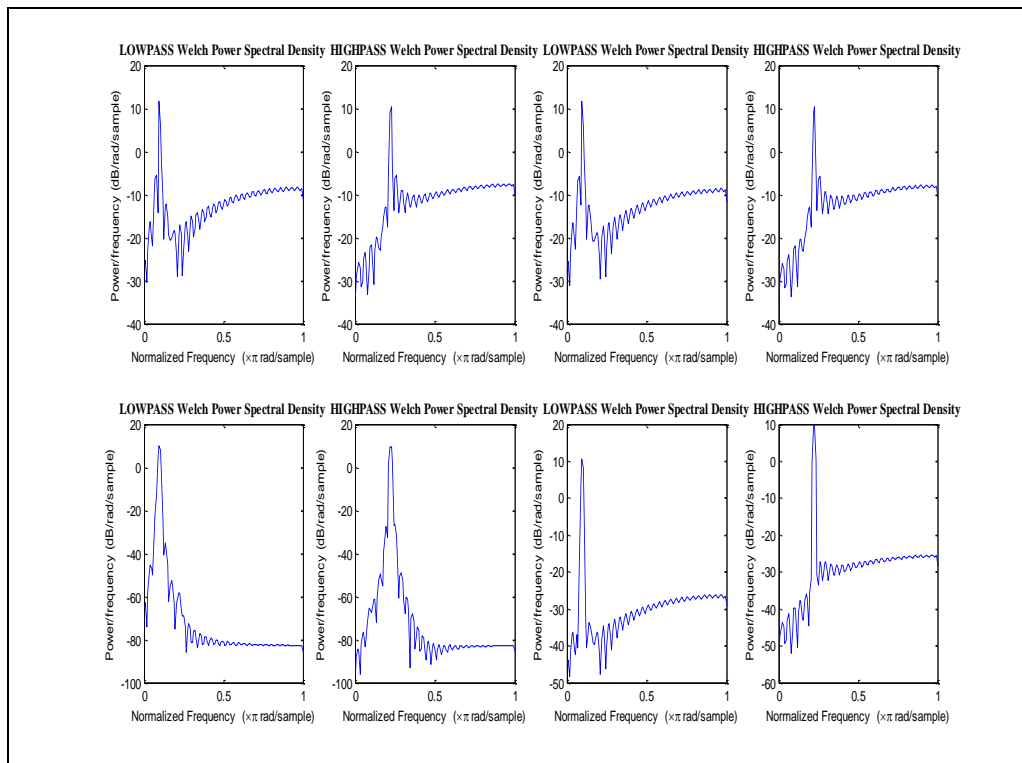 LOWPASS Welch Power Spectral Density HIGHPASS Welch Power Spectral Density LOWPASS Welch Power Spectral Density HIGHPASS Welch Power Spectral Density
Power/frequency (dB/rad/sample)
20
10
0
-10
-20
-30
-40
0 0.5 1
Normalized Frequency (×π rad/sample)
Power/frequency (dB/rad/sample)
20
10
0
-10
-20
-30
-40
0 0.5 1
Normalized Frequency (×π rad/sample)
Power/frequency (dB/rad/sample)
20
10
0
-10
-20
-30
-40
0 0.5 1
Normalized Frequency (×π rad/sample)
Power/frequency (dB/rad/sample)
20
10
0
-10
-20
-30
-40
0 0.5 1
Normalized Frequency (×π rad/sample)
LOWPASS Welch Power Spectral Density HIGHPASS Welch Power Spectral Density LOWPASS Welch Power Spectral Density HIGHPASS Welch Power Spectral Density
Power/frequency (dB/rad/sample)
20
0
-20
-40
-60
-80
-100
0 0.5 1
Normalized Frequency (×π rad/sample)
Power/frequency (dB/rad/sample)
20
0
-20
-40
-60
-80
-100
0 0.5 1
Normalized Frequency (×π rad/sample)
Power/frequency (dB/rad/sample)
20
10
0
-10
-20
-30
-40
-50
0 0.5 1
Normalized Frequency (×π rad/sample)
Power/frequency (dB/rad/sample)
10
0
-10
-20
-30
-40
-50
-60
0 0.5 1
Normalized Frequency (×π rad/sample)